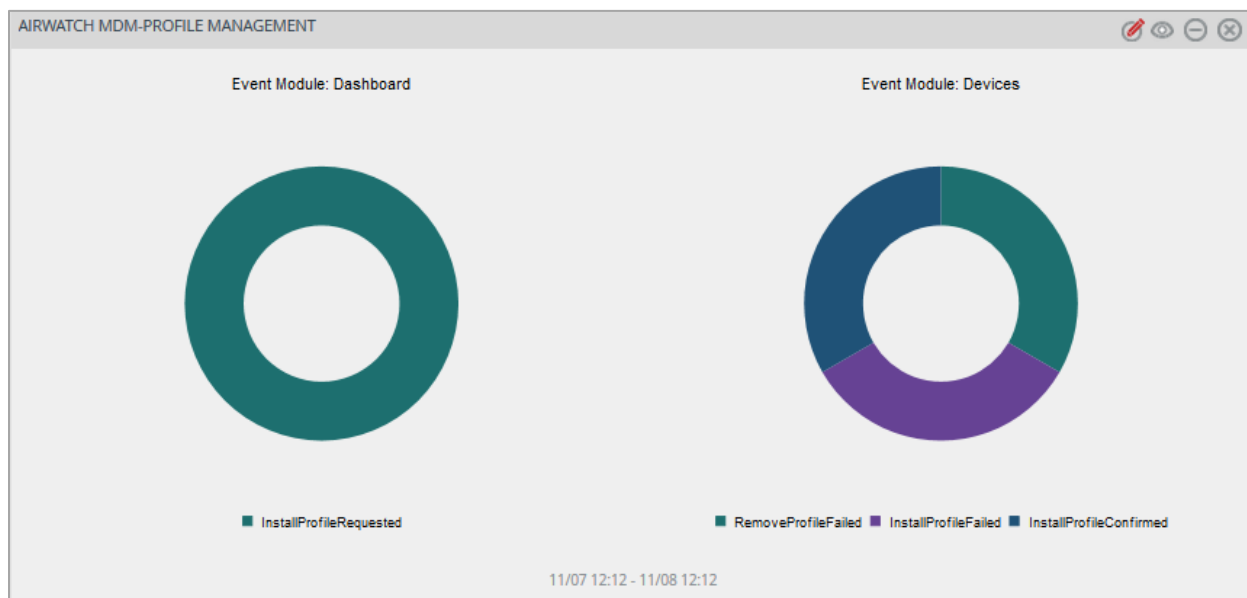 AIRWATCH MDM-PROFILE MANAGEMENT
Event Module: Dashboard
Event Module: Devices
InstallProfileRequested
RemoveProfileFailed InstallProfileFailed InstallProfileConfirmed
11/07 12:12 - 11/08 12:12